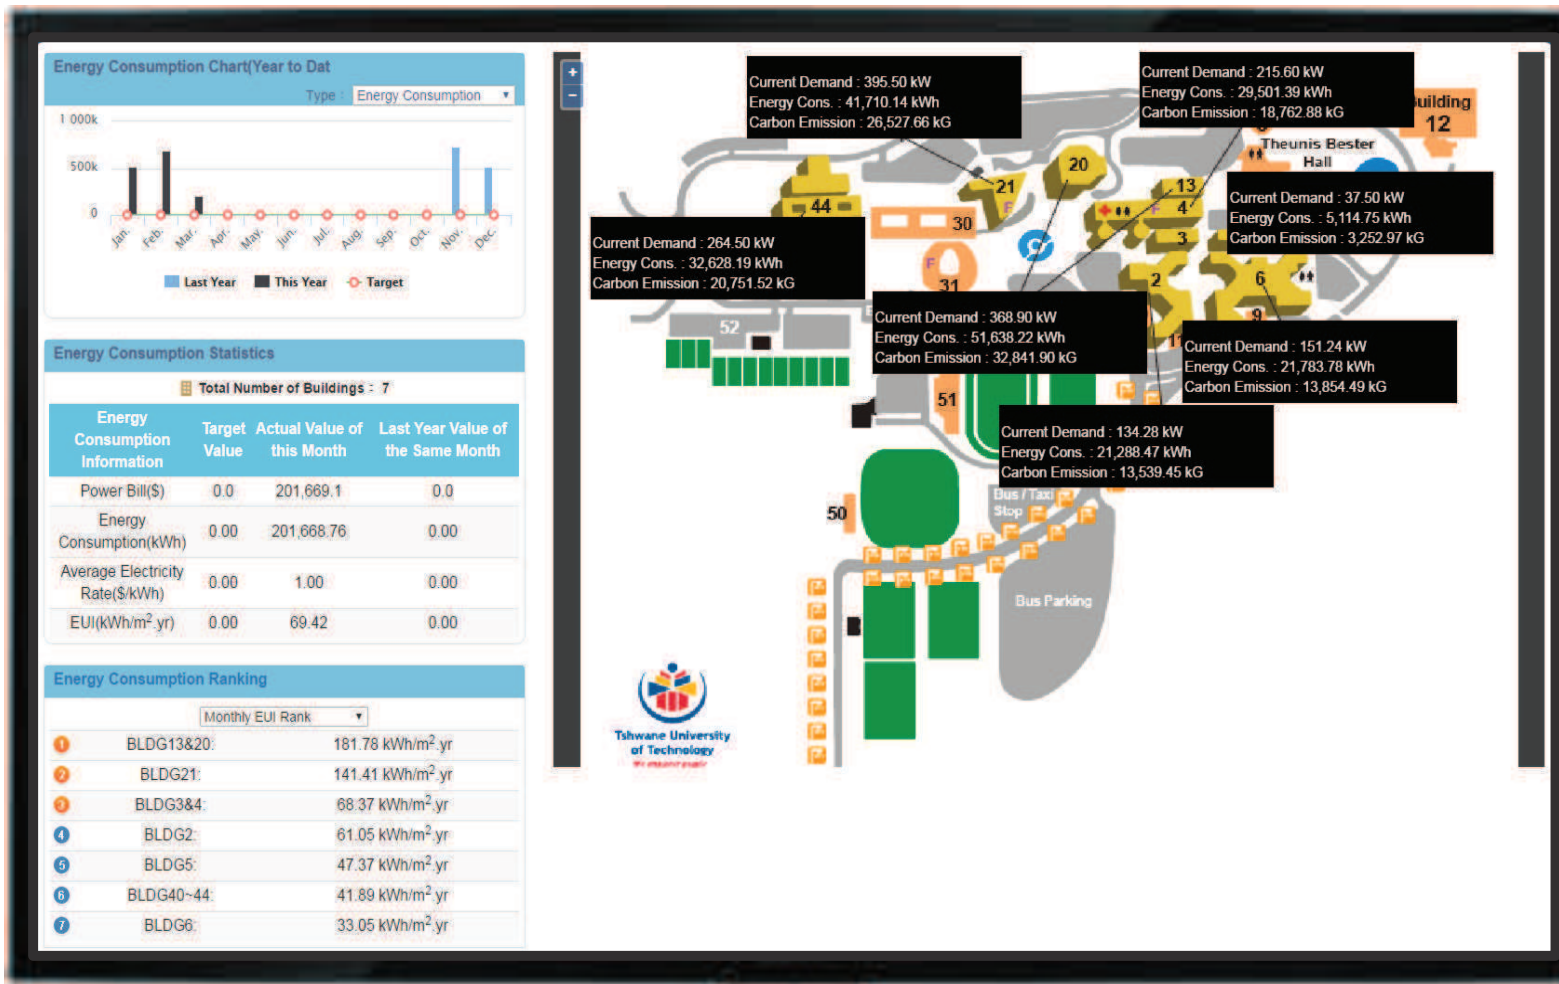 Energy Consumption Chart(Year to Dat
Type : Energy Consumption
1 000k
500k
0
Jan. Feb. Mar. Apr. May. Jun. Jul. Aug. Sep. Oct. Nov. Dec.
Last Year This Year Target
Energy Consumption Statistics
Total Number of Buildings : 7
Energy Consumption Information Target Value Actual Value of this Month Last Year Value of the Same Month
Power Bill($) 0.0 201,669.1 0.0
Energy Consumption(kWh) 0.00 201,668.76 0.00
Average Electricity Rate($/kWh) 0.00 1.00 0.00
EUI(kWh/m².yr) 0.00 69.42 0.00
Energy Consumption Ranking
Monthly EUI Rank
1 BLDG13&20: 181.78 kWh/m².yr
2 BLDG21: 141.41 kWh/m².yr
3 BLDG3&4: 68.37 kWh/m².yr
4 BLDG2: 61.05 kWh/m².yr
5 BLDG5: 47.37 kWh/m².yr
6 BLDG40~44: 41.89 kWh/m².yr
7 BLDG6: 33.05 kWh/m².yr
+
−
Current Demand : 395.50 kW
Energy Cons. : 41,710.14 kWh
Carbon Emission : 26,527.66 kG
Current Demand : 215.60 kW
Energy Cons. : 29,501.39 kWh
Carbon Emission : 18,762.88 kG
uilding
12
Theunis Bester
Hall
20
21
F
13
4
F
3
44
30
Current Demand : 37.50 kW
Energy Cons. : 5,114.75 kWh
Carbon Emission : 3,252.97 kG
Current Demand : 264.50 kW
Energy Cons. : 32,628.19 kWh
Carbon Emission : 20,751.52 kG
F
31
2
6
9
52
Current Demand : 368.90 kW
Energy Cons. : 51,638.22 kWh
Carbon Emission : 32,841.90 kG
Current Demand : 151.24 kW
Energy Cons. : 21,783.78 kWh
Carbon Emission : 13,854.49 kG
51
Current Demand : 134.28 kW
Energy Cons. : 21,288.47 kWh
Carbon Emission : 13,539.45 kG
Bus / Taxi
Stop
50
Bus Parking
Tshwane University
of Technology